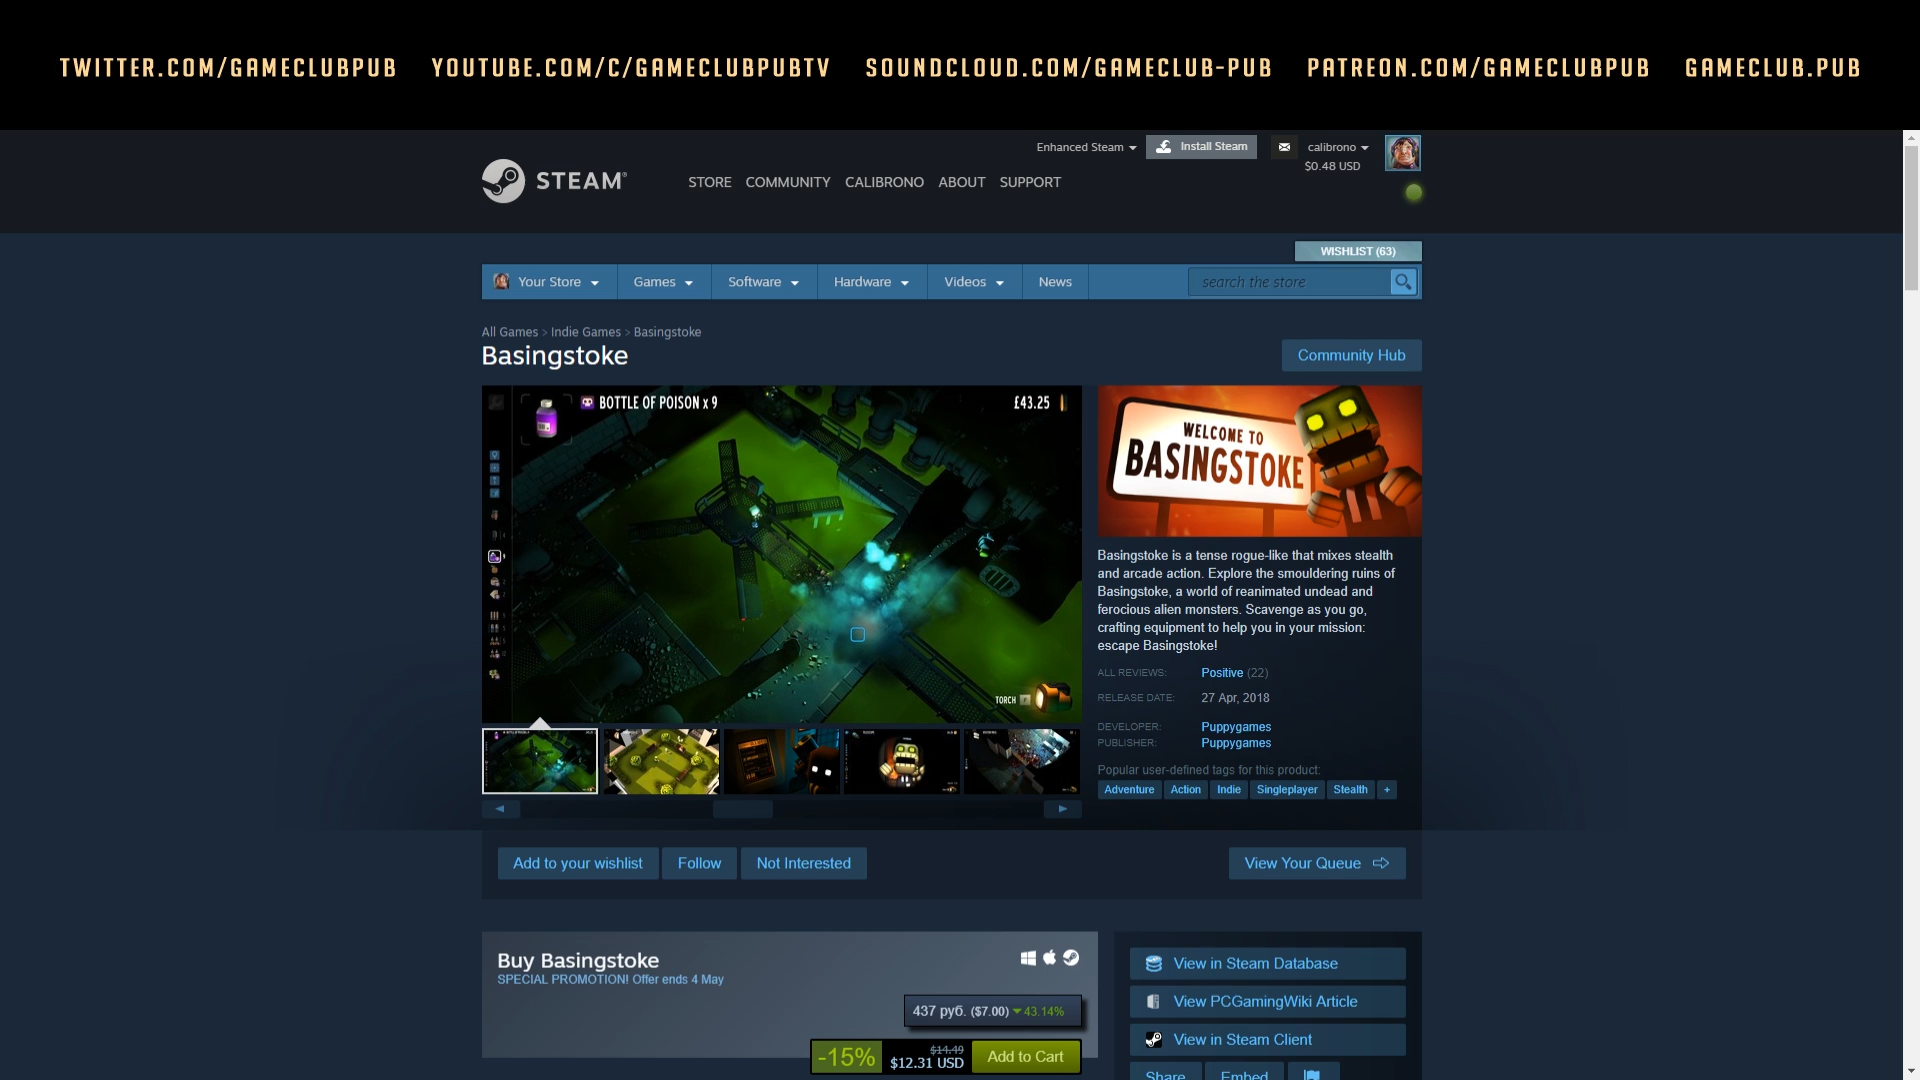 TWITTER.COM/GAMECLUBPUB YOUTUBE.COM/C/GAMECLUBPUBTV SOUNDCLOUD.COM/GAMECLUB-PUB PATREON.COM/GAMECLUBPUB GAMECLUB.PUB
Enhanced Steam Install Steam calibrono
$0.48 USD
STEAM®
STORE COMMUNITY CALIBRONO ABOUT SUPPORT
WISHLIST (63)
Your Store Games Software Hardware Videos News search the store
All Games > Indie Games > Basingstoke
Basingstoke
Community Hub
BOTTLE OF POISON x 9
£43.25
TORCH
WELCOME TO
BASINGSTOKE
Basingstoke is a tense rogue-like that mixes stealth
and arcade action. Explore the smouldering ruins of
Basingstoke, a world of reanimated undead and
ferocious alien monsters. Scavenge as you go,
crafting equipment to help you in your mission:
escape Basingstoke!
ALL REVIEWS: Positive (22)
RELEASE DATE: 27 Apr, 2018
DEVELOPER: Puppygames
PUBLISHER: Puppygames
Popular user-defined tags for this product:
Adventure Action Indie Singleplayer Stealth +
Add to your wishlist Follow Not Interested View Your Queue
Buy Basingstoke
SPECIAL PROMOTION! Offer ends 4 May
437 pуб. ($7.00) 43.14%
-15% $14.49 $12.31 USD Add to Cart
View in Steam Database
View PCGamingWiki Article
View in Steam Client
Share Embed